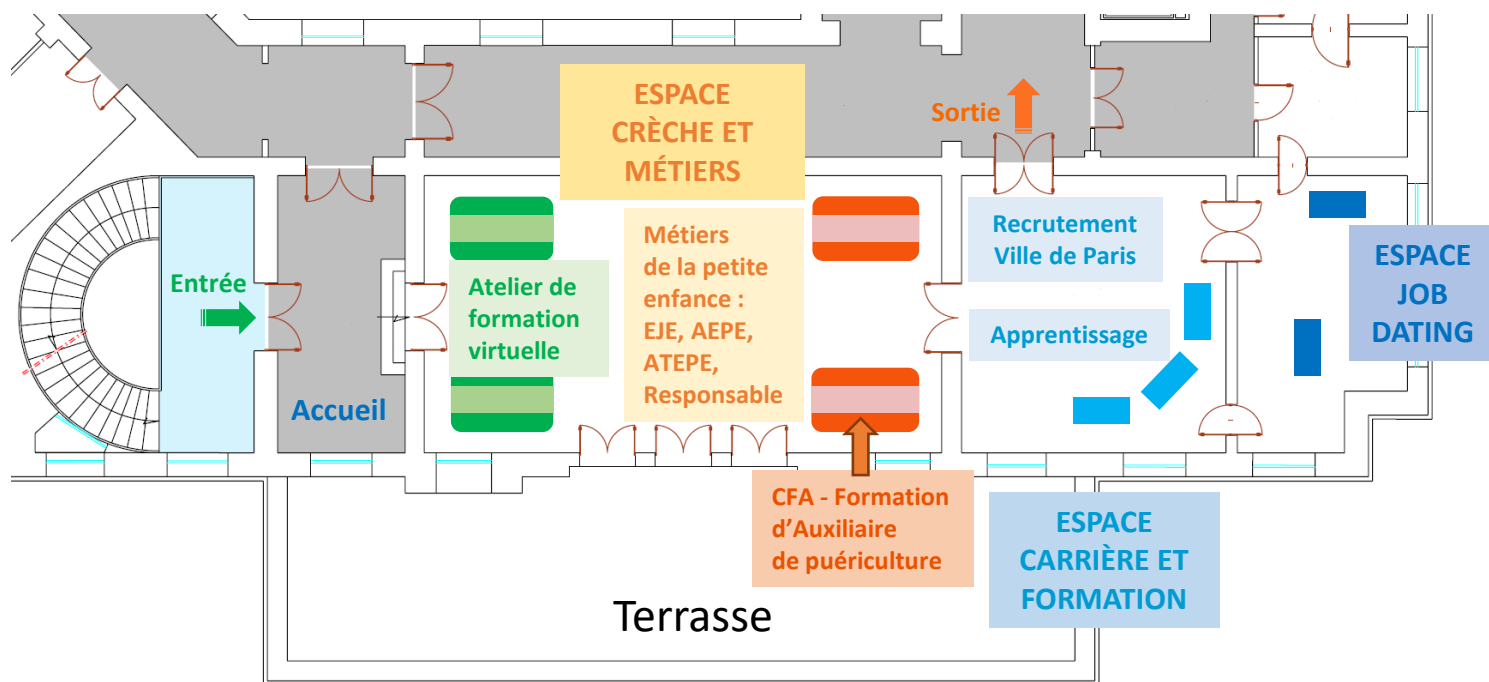 ESPACE
CRÈCHE ET
MÉTIERS
Sortie
Entrée
Accueil
Atelier de
formation
virtuelle
Métiers
de la petite
enfance :
EJE, AEPE,
ATEPE,
Responsable
Recrutement
Ville de Paris
Apprentissage
ESPACE
JOB
DATING
CFA - Formation
d’Auxiliaire
de puériculture
ESPACE
CARRIÈRE ET
FORMATION
Terrasse